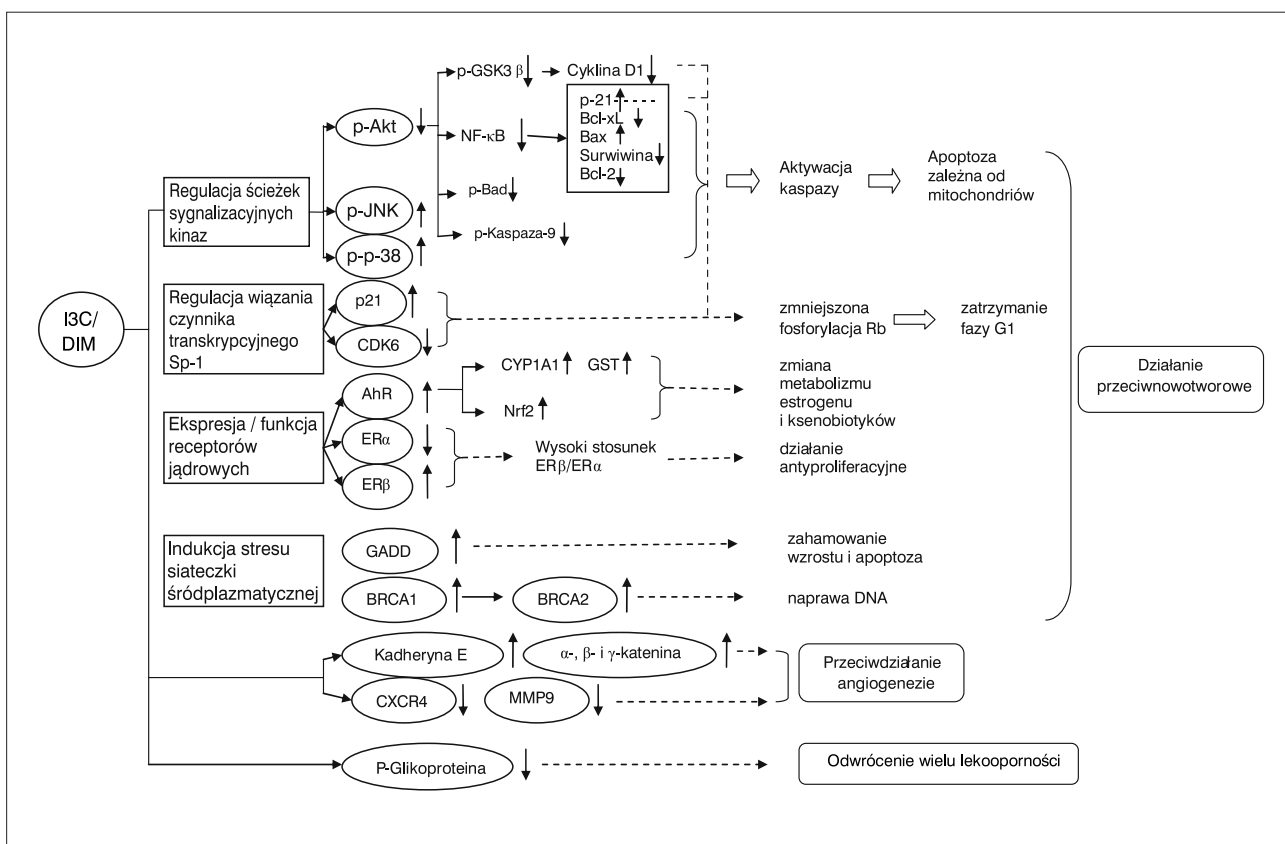 I3C/
DIM
Regulacja ścieżek
sygnalizacyjnych
kinaz
p-Akt
p-JNK
p-p-38
p-GSK3 β
Cyklina D1
NF-κB
p-21
Bcl-xL
Bax
Surwiwina
Bcl-2
p-Bad
p-Kaspaza-9
Aktywacja
kaspazy
Apoptoza
zależna od
mitochondriów
Regulacja wiązania
czynnika
transkrypcyjnego
Sp-1
p21
CDK6
zmniejszona
fosforylacja Rb
zatrzymanie
fazy G1
Ekspresja / funkcja
receptorów
jądrowych
AhR
ERα
ERβ
CYP1A1
GST
Nrf2
zmiana
metabolizmu
estrogenu
i ksenobiotyków
Wysoki stosunek
ERβ/ERα
działanie
antyproliferacyjne
Działanie
przeciwnowotworowe
Indukcja stresu
siateczki
śródplazmatycznej
GADD
zahamowanie
wzrostu i apoptoza
BRCA1
BRCA2
naprawa DNA
Kadheryna E
α-, β- i γ-katenina
CXCR4
MMP9
Przeciwdziałanie
angiogenezie
P-Glikoproteina
Odwrócenie wielu lekooporności